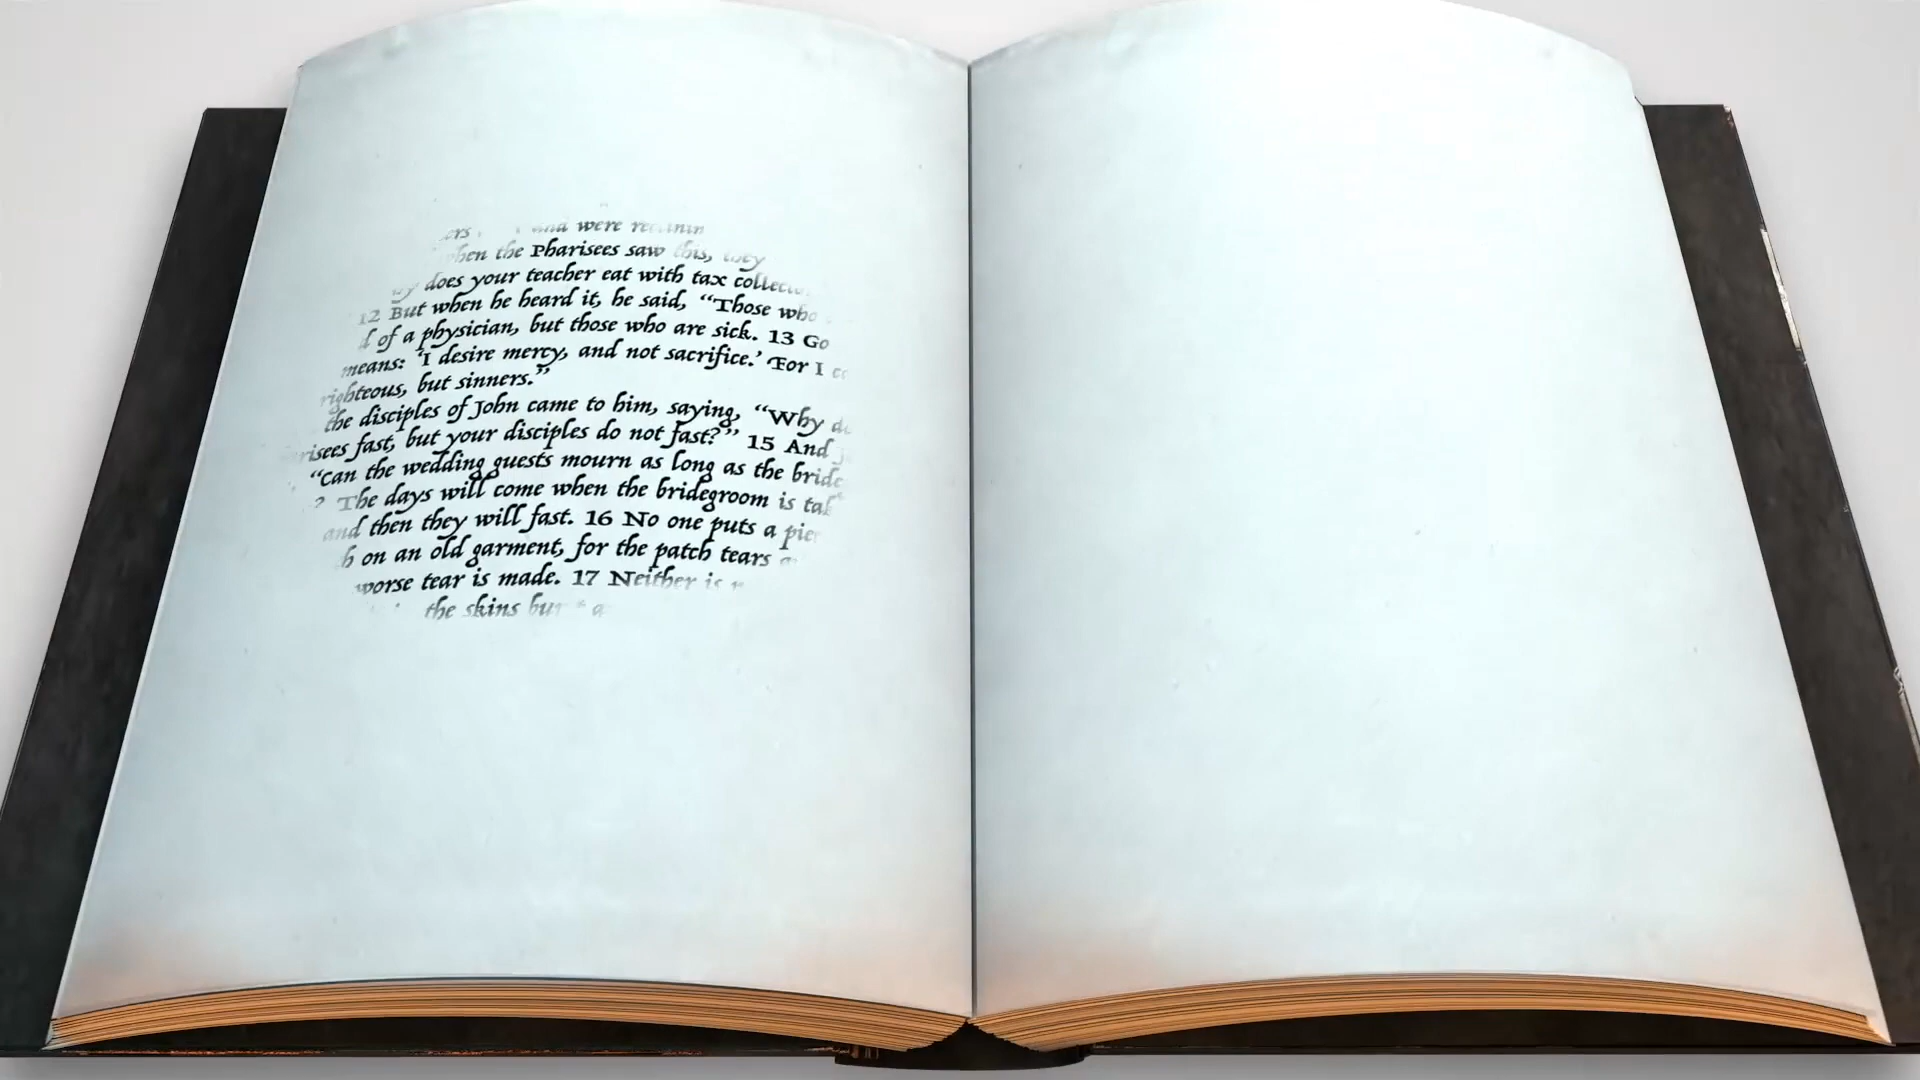 and were
when the Pharisees saw this, they
does your teacher eat with tax
12 But when he heard it, he said, “Those who
of a physician, but those who are sick. 13 Go
means: ‘I desire mercy, and not sacrifice.’ For I
righteous, but sinners.”
the disciples of John came to him, saying, “Why
fast, but your disciples do not fast?” 15 And
“Can the wedding guests mourn as long as the
? The days will come when the bridegroom is
and then they will fast. 16 No one puts a
on an old garment, for the patch tears
worse tear is made. 17 Neither is
the skins